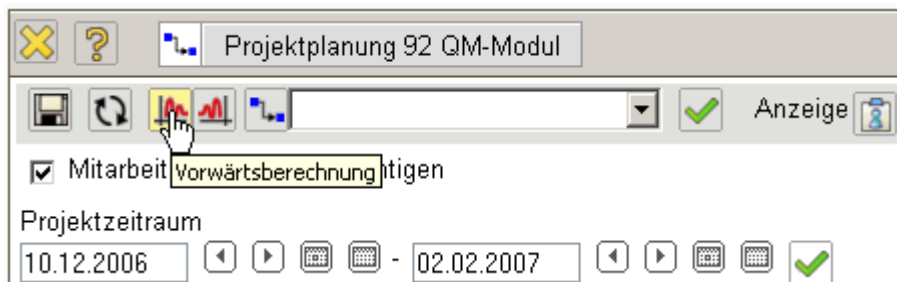 Projektplanung 92 QM-Modul
Anzeige
Mitarbeit
Vorwärtsberechnung
tigen
Projektzeitraum
10.12.2006 - 02.02.2007